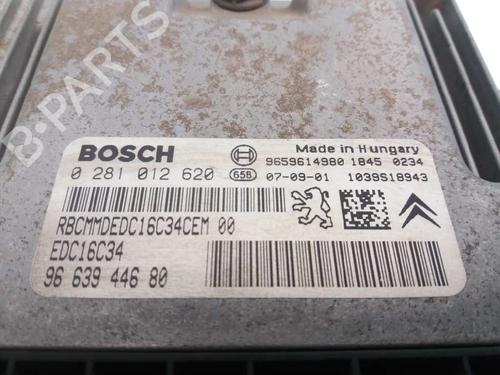 B-PARTS
BOSCH
Made in Hungary
9659614980 1845 0234
0 281 012 620 65B 07-09-01 1039S18943
RBCMMDEDC16C34CEM 00
EDC16C34
96 639 446 80